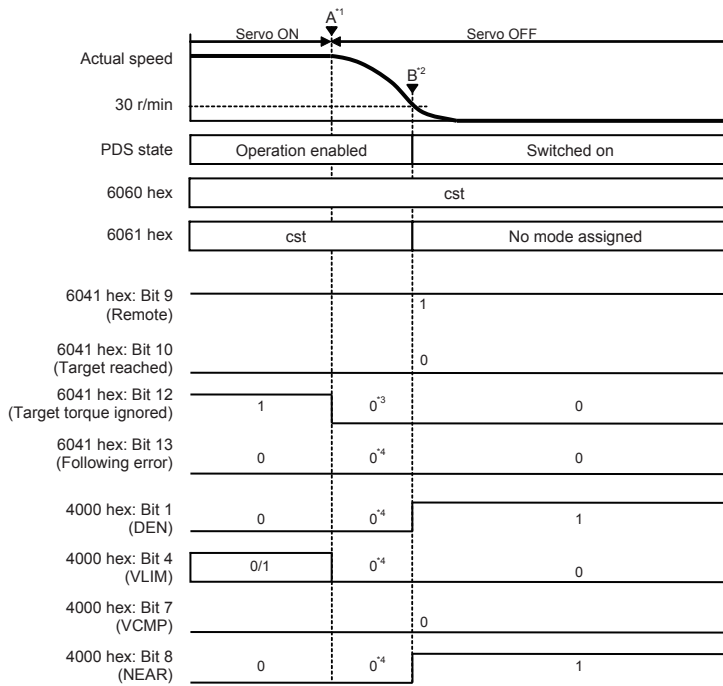 A*1
Servo ON Servo OFF
Actual speed
B*2
30 r/min
PDS state Operation enabled Switched on
6060 hex cst
6061 hex cst No mode assigned
6041 hex: Bit 9
(Remote)
1
6041 hex: Bit 10
(Target reached)
0
6041 hex: Bit 12
(Target torque ignored)
1 0*3 0
6041 hex: Bit 13
(Following error)
0 0*4 0
4000 hex: Bit 1
(DEN)
0 0*4 1
4000 hex: Bit 4
(VLIM)
0/1 0*4 0
4000 hex: Bit 7
(VCMP)
0
4000 hex: Bit 8
(NEAR)
0 0*4 1